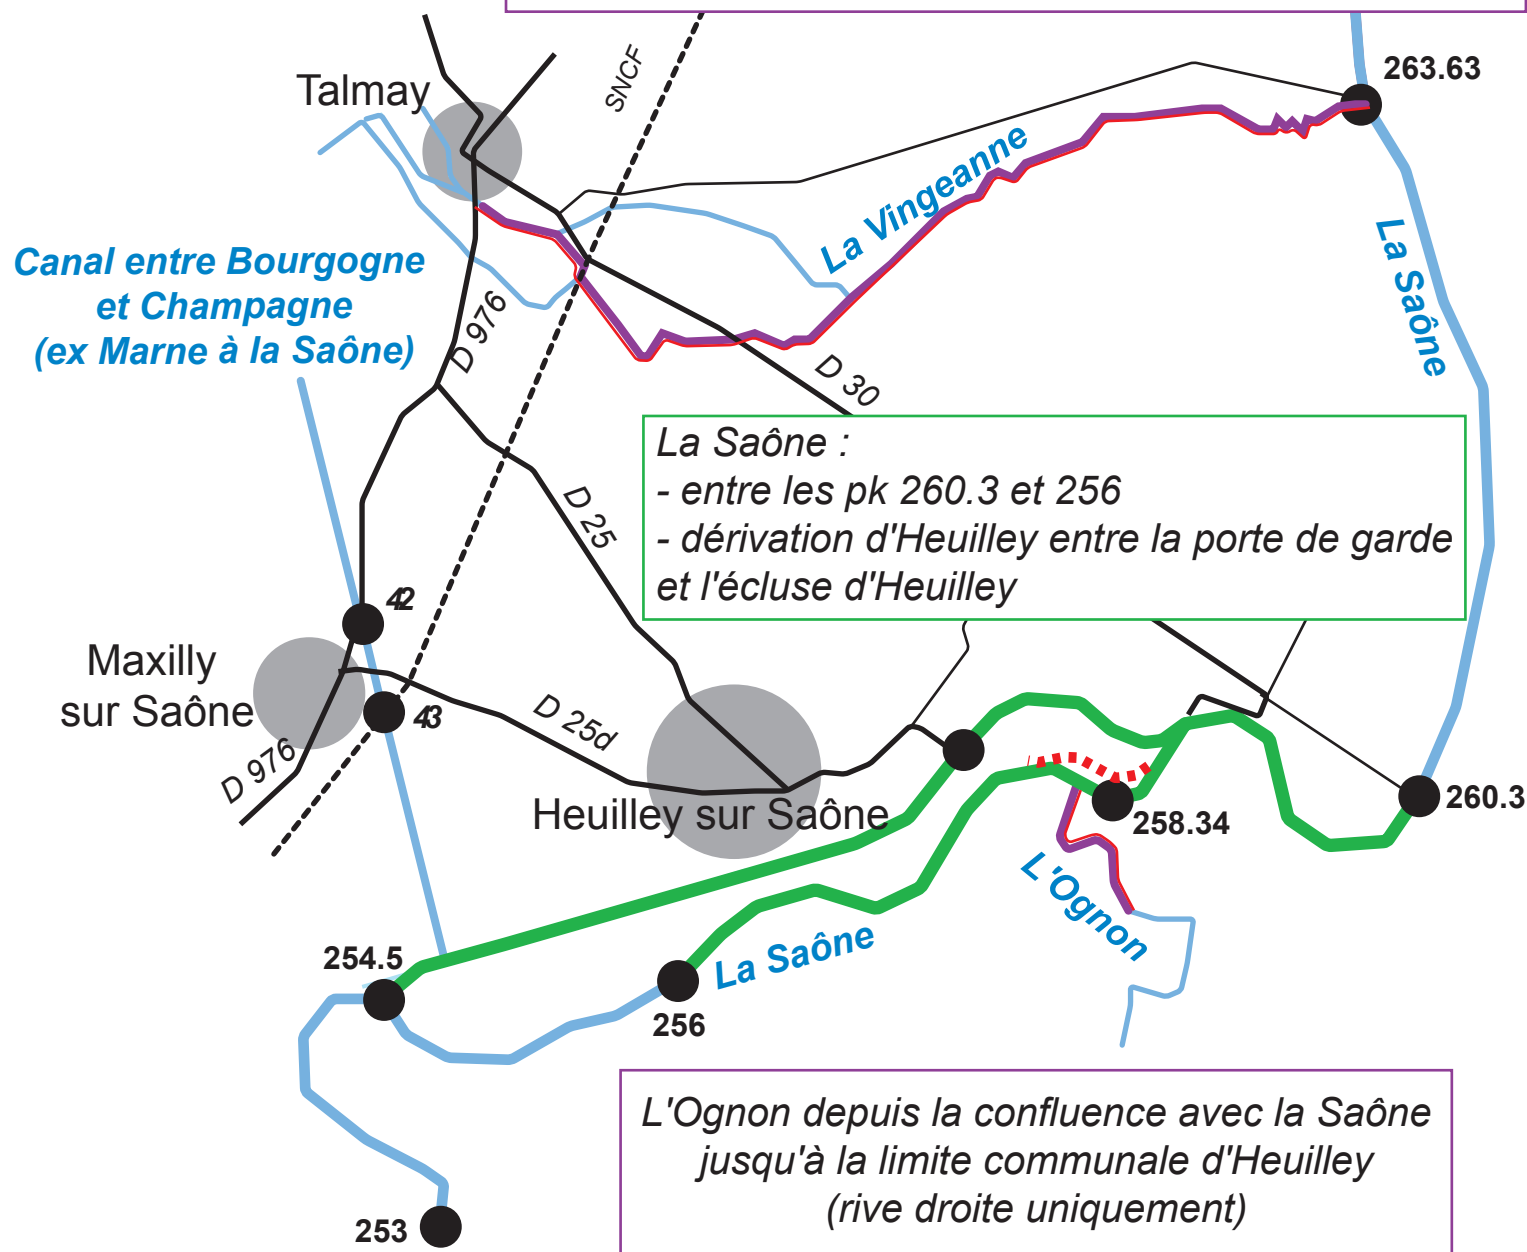 263.63
SNCF
Talmay
La Vingeanne
La Saône
Canal entre Bourgogne
et Champagne
(ex Marne à la Saône)
D 976
D 30
La Saône :
- entre les pk 260.3 et 256
- dérivation d'Heuilley entre la porte de garde
et l'écluse d'Heuilley
D 25
42
Maxilly
sur Saône
43
D 25d
D 976
Heuilley sur Saône
260.3
258.34
L'Ognon
La Saône
254.5
256
L'Ognon depuis la confluence avec la Saône
jusqu'à la limite communale d'Heuilley
(rive droite uniquement)
253